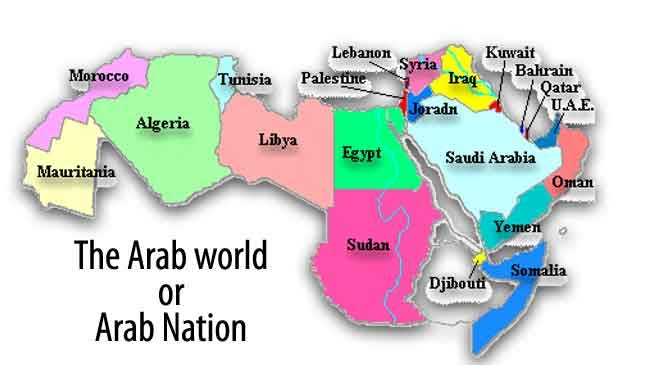 Lebanon
Kuwait
Syria
Morocco
Tunisia
Palestine
Iraq
Bahrain
Qatar
Joradn
U.A.E.
Algeria
Libya
Egypt
Saudi Arabia
Mauritania
Oman
Yemen
Sudan
The Arab world
or
Arab Nation
Djibouti
Somalia